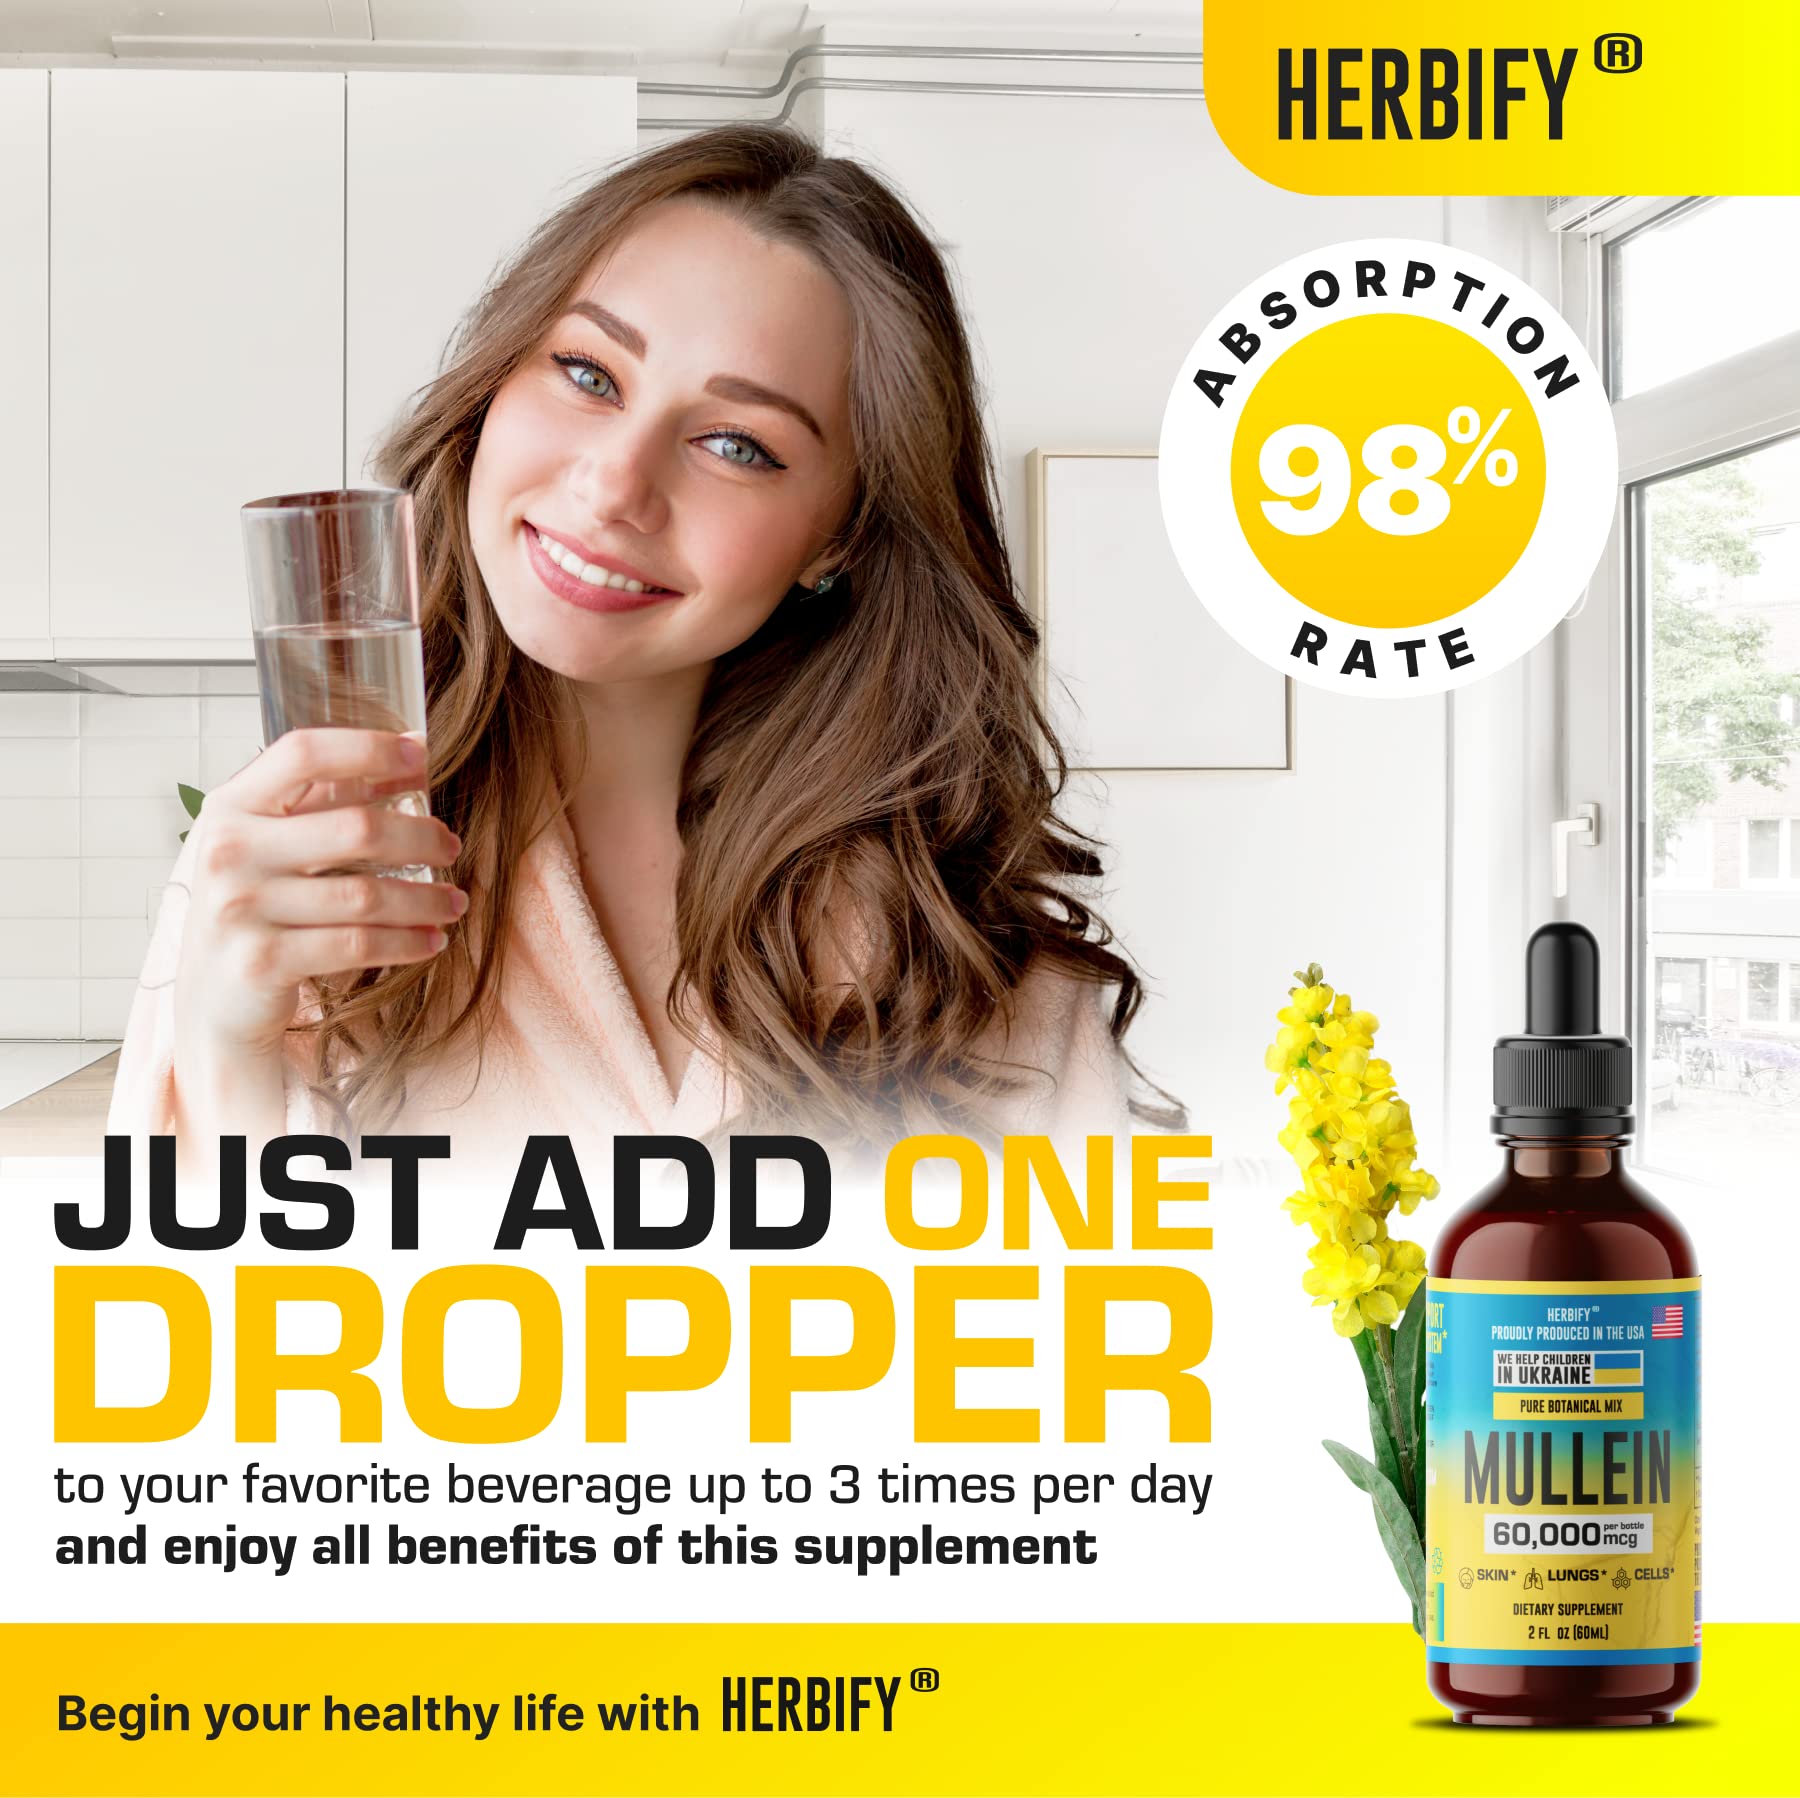 HERBIFY®
ABSORPTION
98%
RATE
JUST ADD ONE
DROPPER
to your favorite beverage up to 3 times per day
and enjoy all benefits of this supplement
HERBIFY®
PROUDLY PRODUCED IN THE USA
WE HELP CHILDREN
IN UKRAINE
PURE BOTANICAL MIX
MULLEIN
60,000 per bottle mcg
SKIN* LUNGS* CELLS*
DIETARY SUPPLEMENT
2 FL OZ (60ML)
Begin your healthy life with HERBIFY®